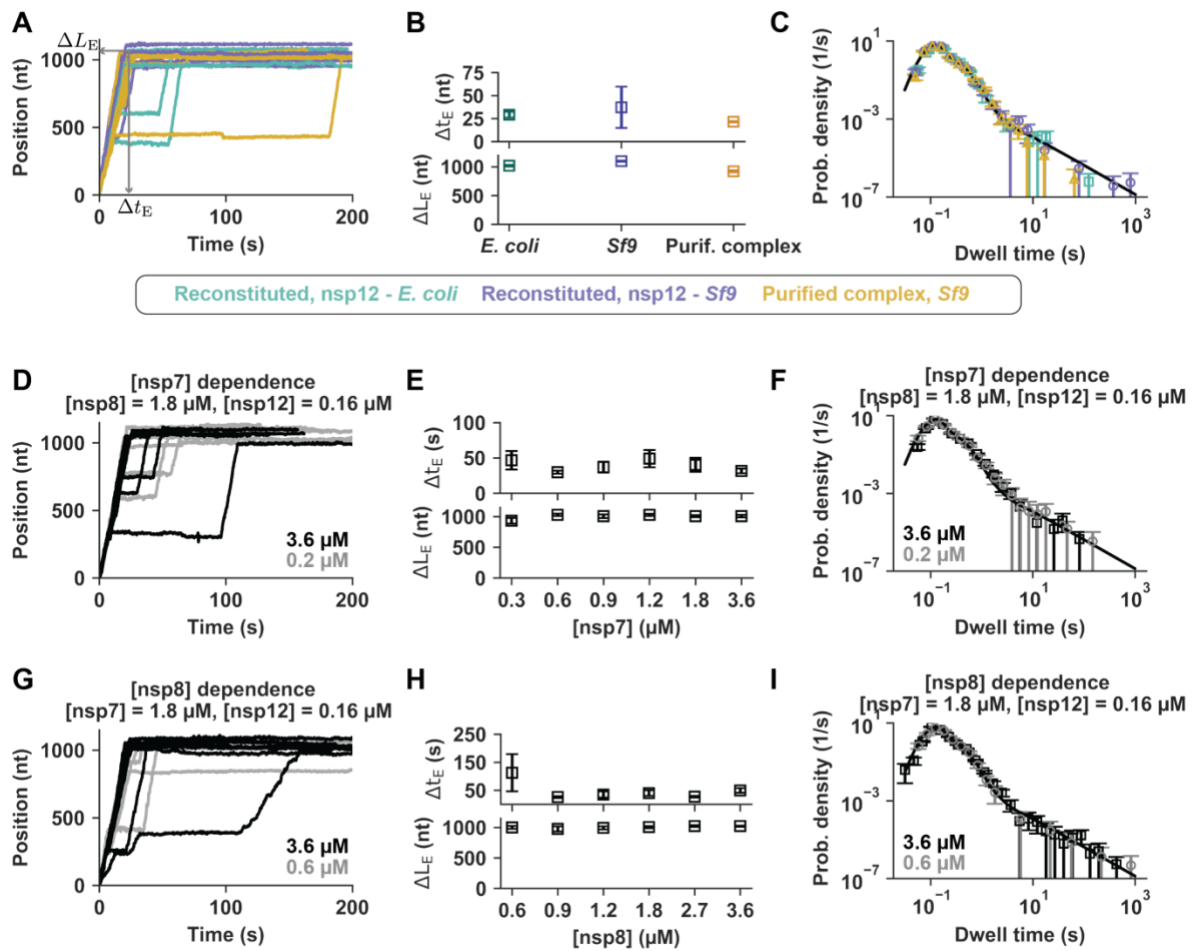 A
ΔL_E
Position (nt)
1000
500
0
0
100
200
Δt_E
Time (s)
B
Δt_E (nt)
75
50
25
0
ΔL_E (nt)
1000
500
0
E. coli
Sf9
Purif. complex
C
Prob. density (1/s)
10^1
10^−3
10^−7
10^−1
10^1
10^3
Dwell time (s)
Reconstituted, nsp12 - E. coli Reconstituted, nsp12 - Sf9 Purified complex, Sf9
D
[nsp7] dependence
[nsp8] = 1.8 µM, [nsp12] = 0.16 µM
Position (nt)
1000
500
0
3.6 µM
0.2 µM
0
100
200
Time (s)
E
Δt_E (s)
100
50
0
ΔL_E (nt)
1000
500
0
0.3
0.6
0.9
1.2
1.8
3.6
[nsp7] (µM)
F
[nsp7] dependence
[nsp8] = 1.8 µM, [nsp12] = 0.16 µM
Prob. density (1/s)
10^1
10^−3
10^−7
3.6 µM
0.2 µM
10^−1
10^1
10^3
Dwell time (s)
G
[nsp8] dependence
[nsp7] = 1.8 µM, [nsp12] = 0.16 µM
Position (nt)
1000
500
0
3.6 µM
0.6 µM
0
100
200
Time (s)
H
Δt_E (s)
250
150
50
ΔL_E (nt)
1000
500
0
0.6
0.9
1.2
1.8
2.7
3.6
[nsp8] (µM)
I
[nsp8] dependence
[nsp7] = 1.8 µM, [nsp12] = 0.16 µM
Prob. density (1/s)
10^1
10^−3
10^−7
3.6 µM
0.6 µM
10^−1
10^1
10^3
Dwell time (s)